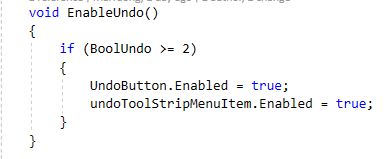 void EnableUndo()
{
if (BoolUndo >= 2)
{
UndoButton.Enabled = true;
undoToolStripMenuItem.Enabled = true;
}
}